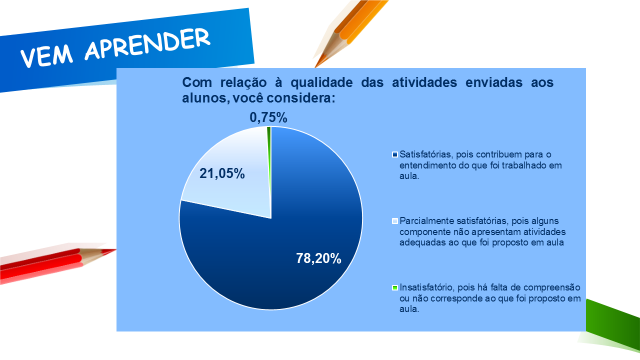 VEM APRENDER
Com relação à qualidade das atividades enviadas aos
alunos, você considera:
0,75%
21,05%
78,20%
Satisfatórias, pois contribuem para o
entendimento do que foi trabalhado em
aula.
Parcialmente satisfatórias, pois alguns
componente não apresentam atividades
adequadas ao que foi proposto em aula
Insatisfatório, pois há falta de compreensão
ou não corresponde ao que foi proposto em
aula.